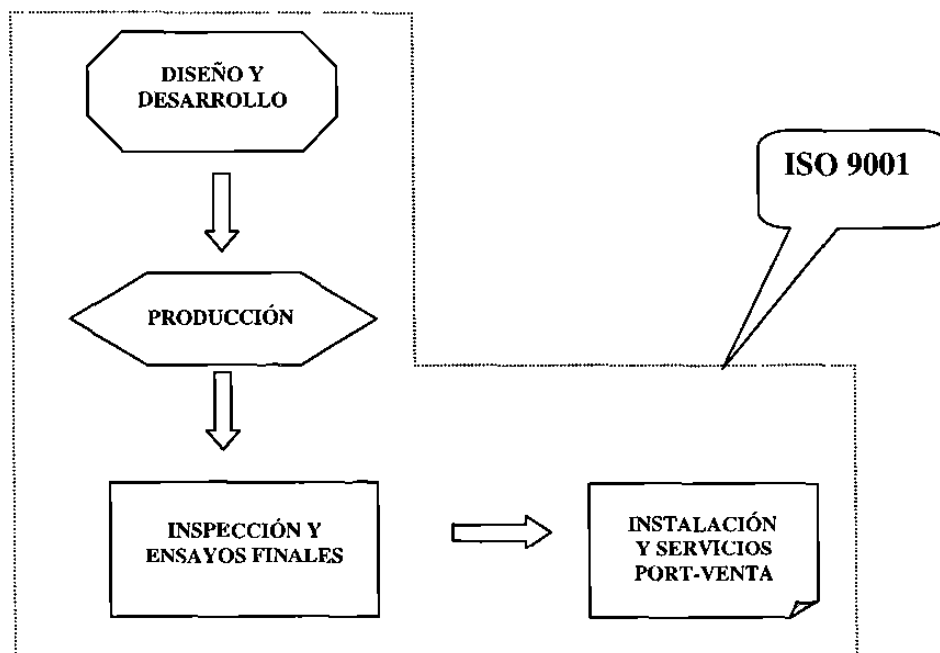 DISEÑO Y
DESARROLLO
ISO 9001
PRODUCCIÓN
INSPECCIÓN Y
ENSAYOS FINALES
INSTALACIÓN
Y SERVICIOS
PORT-VENTA